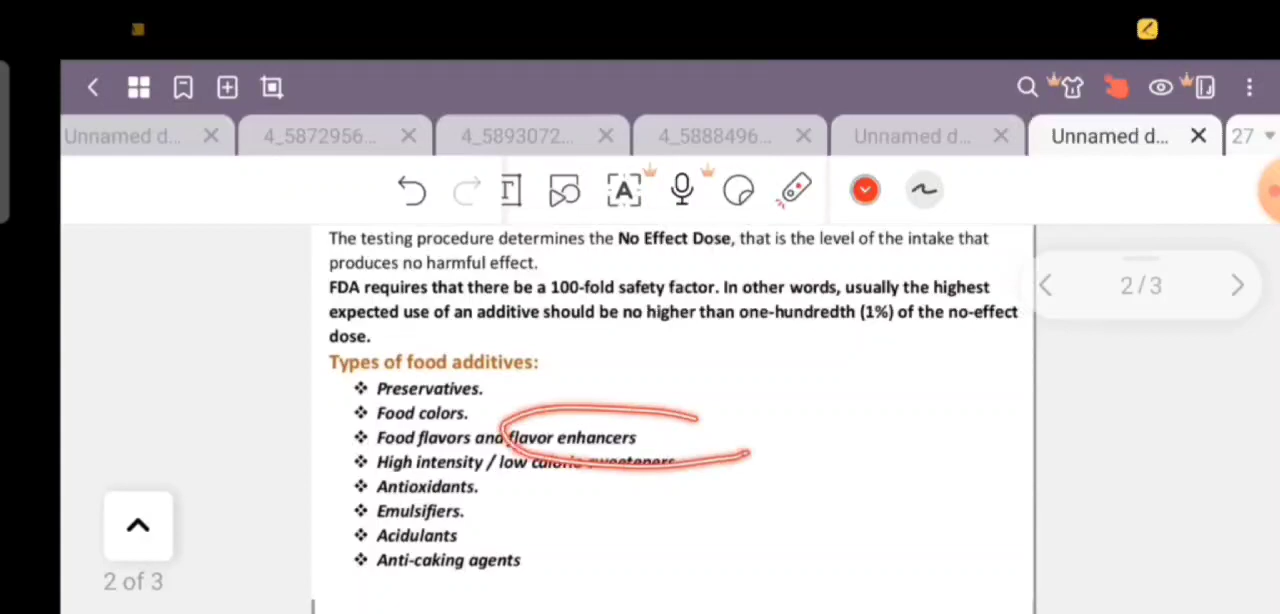 Unnamed d...
4_5872956...
4_5893072...
4_5888496...
Unnamed d...
Unnamed d...
27
2/3
The testing procedure determines the No Effect Dose, that is the level of the intake that
produces no harmful effect.
FDA requires that there be a 100-fold safety factor. In other words, usually the highest
expected use of an additive should be no higher than one-hundredth (1%) of the no-effect
dose.
Types of food additives:
❖ Preservatives.
❖ Food colors.
❖ Food flavors and flavor enhancers
❖ High intensity / low calorie sweeteners
❖ Antioxidants.
❖ Emulsifiers.
❖ Acidulants
❖ Anti-caking agents
2 of 3